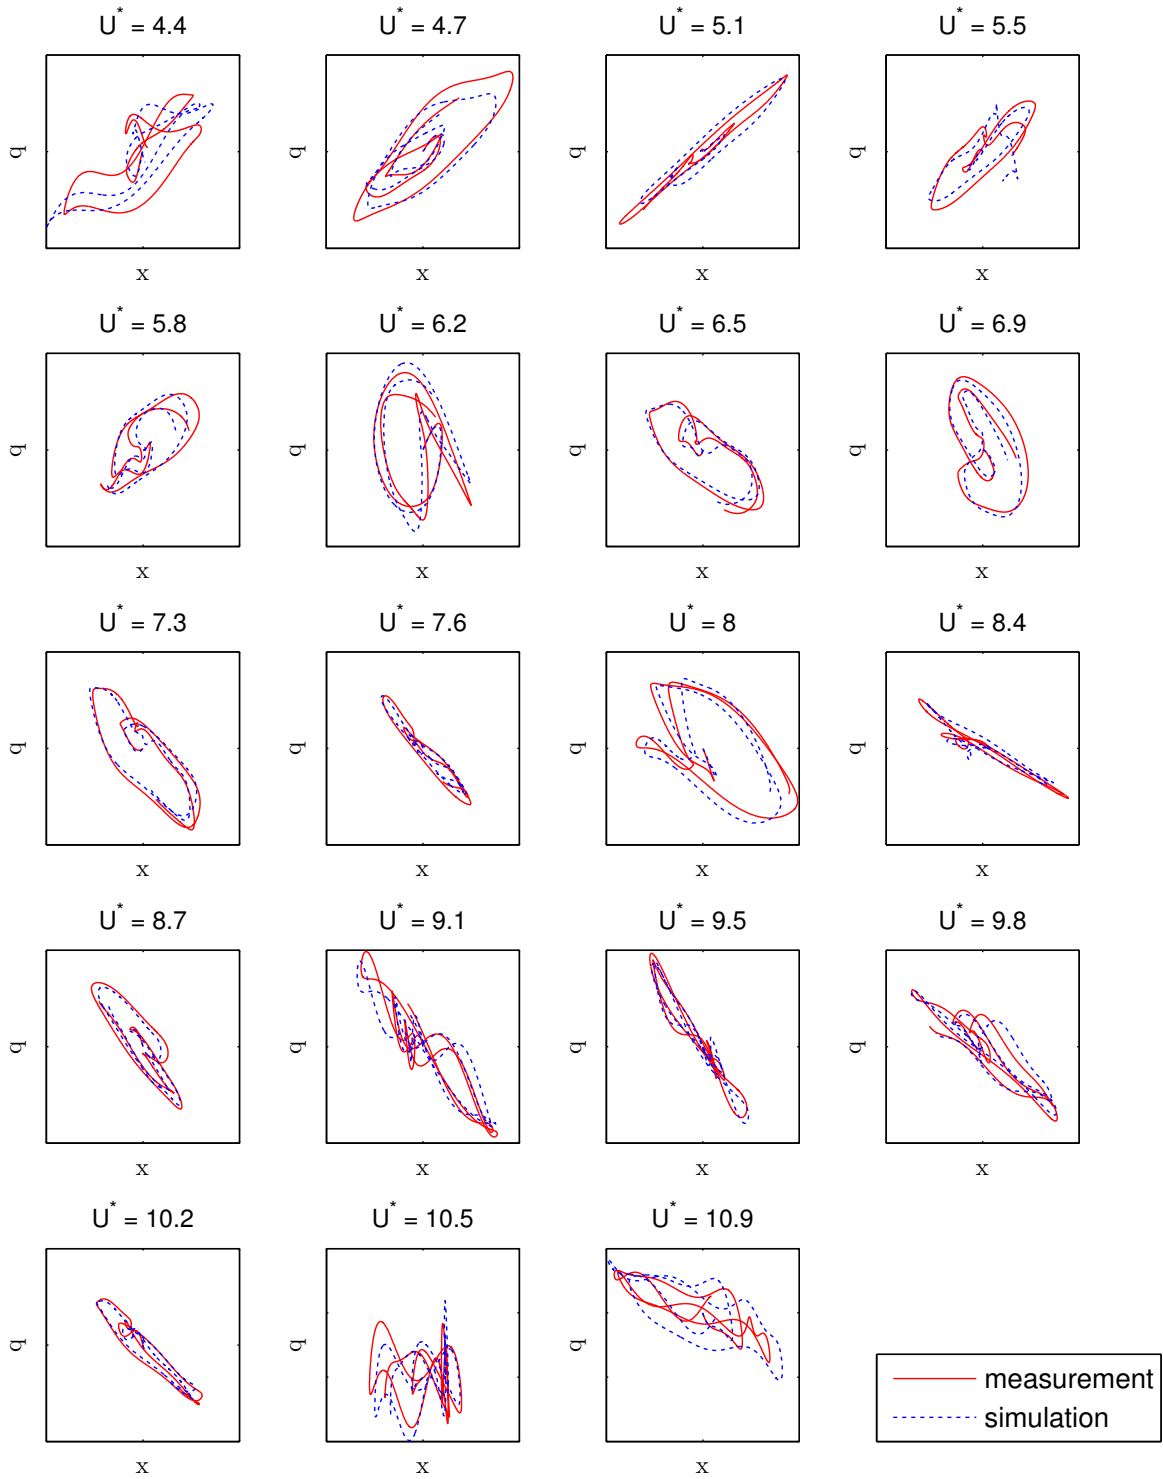 U* = 4.4
U* = 4.7
U* = 5.1
U* = 5.5
q
q
q
q
x
x
x
x
U* = 5.8
U* = 6.2
U* = 6.5
U* = 6.9
q
q
q
q
x
x
x
x
U* = 7.3
U* = 7.6
U* = 8
U* = 8.4
q
q
q
q
x
x
x
x
U* = 8.7
U* = 9.1
U* = 9.5
U* = 9.8
q
q
q
q
x
x
x
x
U* = 10.2
U* = 10.5
U* = 10.9
q
q
q
x
x
x
measurement
simulation